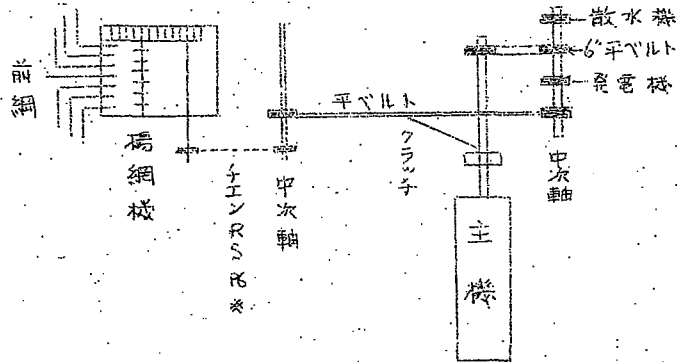 散水機
6"平ベルト
発電機
中次軸
平ベルト
クラッチ
主機
中次軸
チエンRS
揚網機
前網